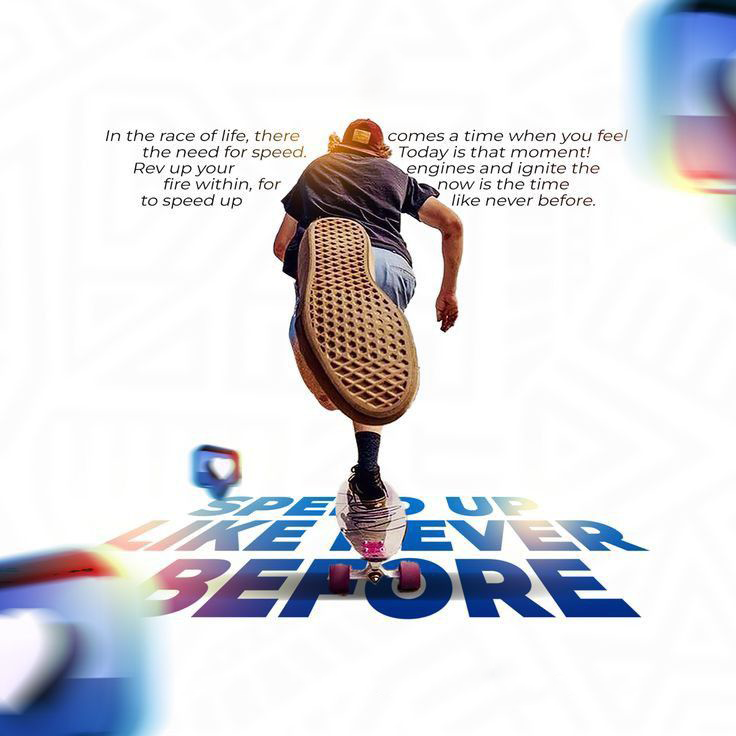 In the race of life, there comes a time when you feel
the need for speed. Today is that moment!
Rev up your engines and ignite the
fire within, for now is the time
to speed up like never before.
SPEED UP
LIKE NEVER
BEFORE